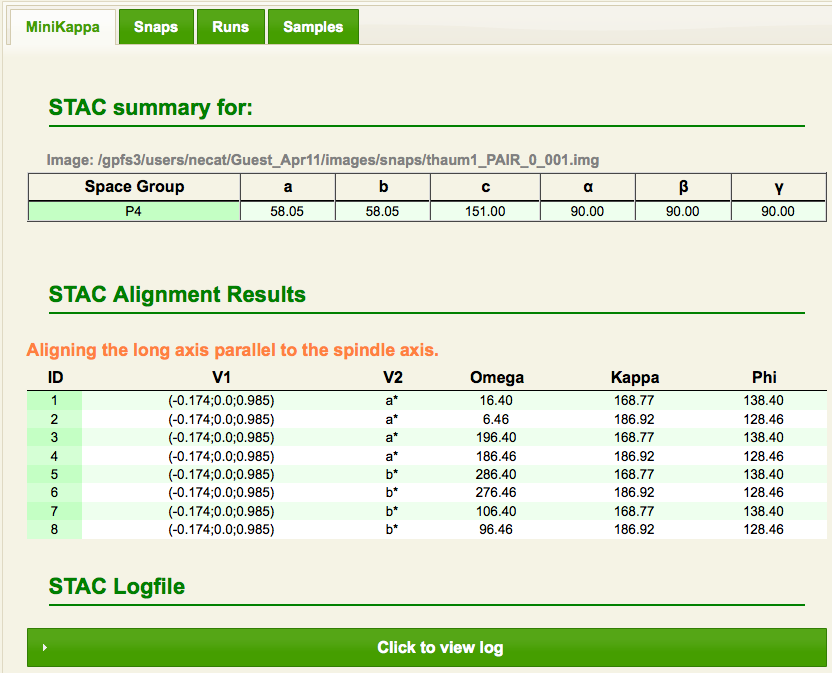 MiniKappa Snaps Runs Samples
STAC summary for:
Image: /gpfs3/users/necat/Guest_Apr11/images/snaps/thaum1_PAIR_0_001.img
Space Group a b c α β γ
P4 58.05 58.05 151.00 90.00 90.00 90.00
STAC Alignment Results
Aligning the long axis parallel to the spindle axis.
ID V1 V2 Omega Kappa Phi
1 (-0.174;0.0;0.985) a* 16.40 168.77 138.40
2 (-0.174;0.0;0.985) a* 6.46 186.92 128.46
3 (-0.174;0.0;0.985) a* 196.40 168.77 138.40
4 (-0.174;0.0;0.985) a* 186.46 186.92 128.46
5 (-0.174;0.0;0.985) b* 286.40 168.77 138.40
6 (-0.174;0.0;0.985) b* 276.46 186.92 128.46
7 (-0.174;0.0;0.985) b* 106.40 168.77 138.40
8 (-0.174;0.0;0.985) b* 96.46 186.92 128.46
STAC Logfile
Click to view log